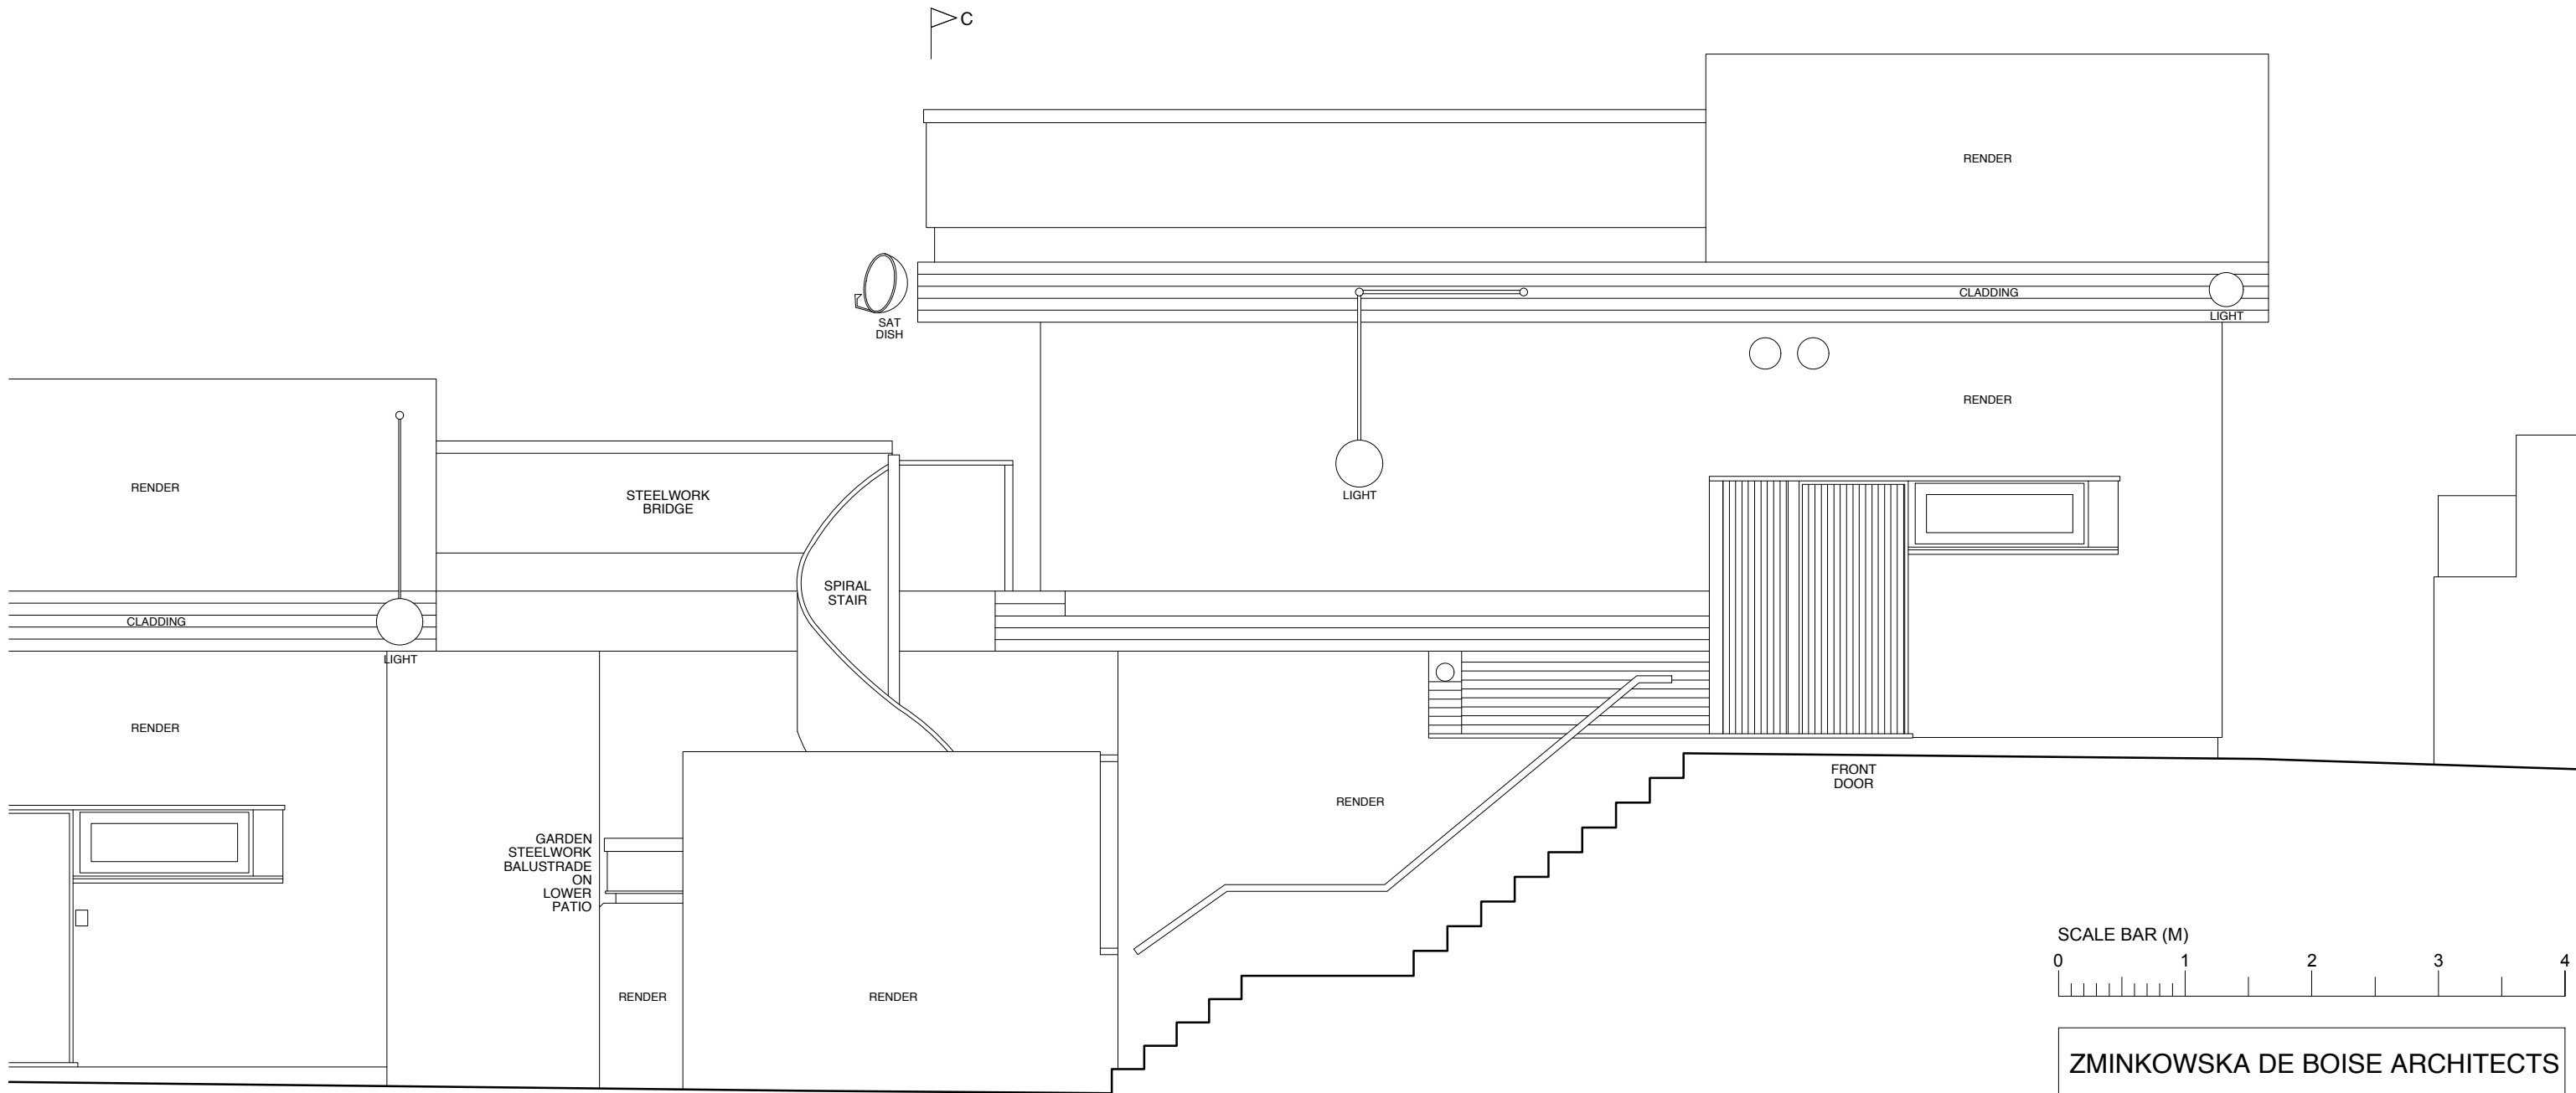 C
RENDER
SAT
DISH
CLADDING
LIGHT
RENDER
RENDER
STEELWORK
BRIDGE
LIGHT
SPIRAL
STAIR
CLADDING
LIGHT
RENDER
FRONT
DOOR
RENDER
GARDEN
STEELWORK
BALUSTRADE
ON
LOWER
PATIO
RENDER
RENDER
SCALE BAR (M)
0 1 2 3 4
ZMINKOWSKA DE BOISE ARCHITECTS